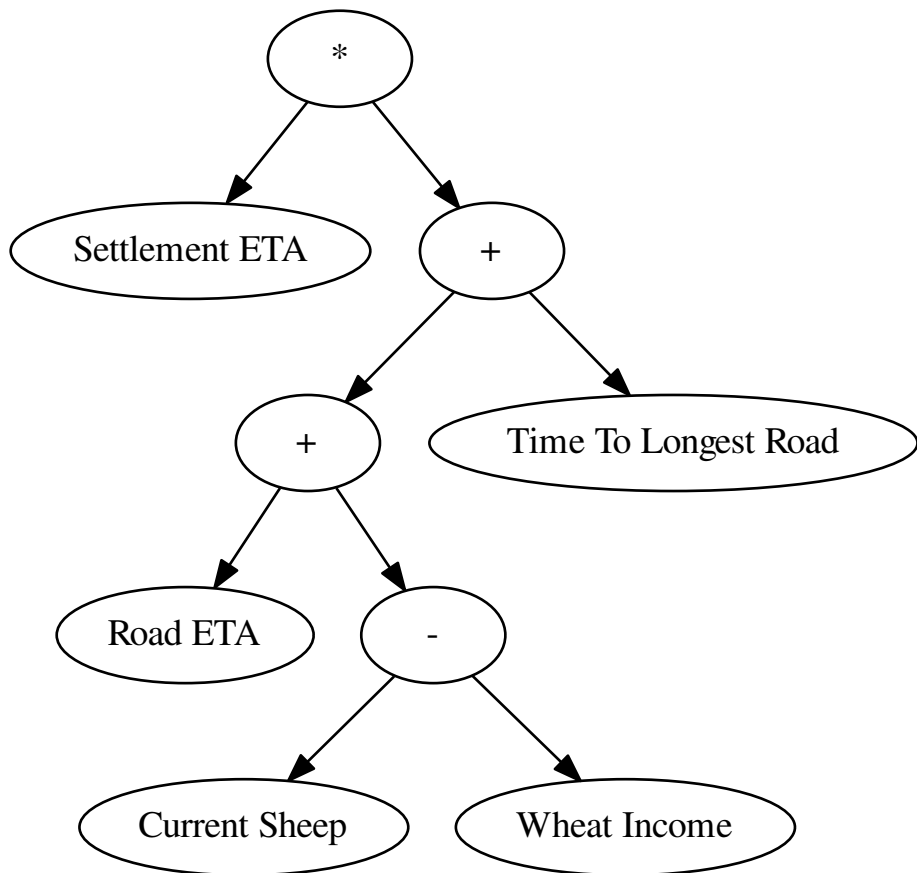 *
Settlement ETA
+
+
Time To Longest Road
Road ETA
-
Current Sheep
Wheat Income